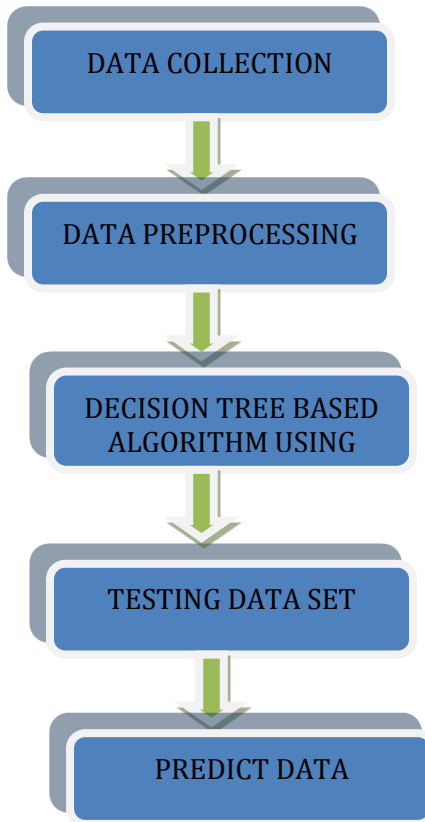 DATA COLLECTION
DATA PREPROCESSING
DECISION TREE BASED
ALGORITHM USING
TESTING DATA SET
PREDICT DATA